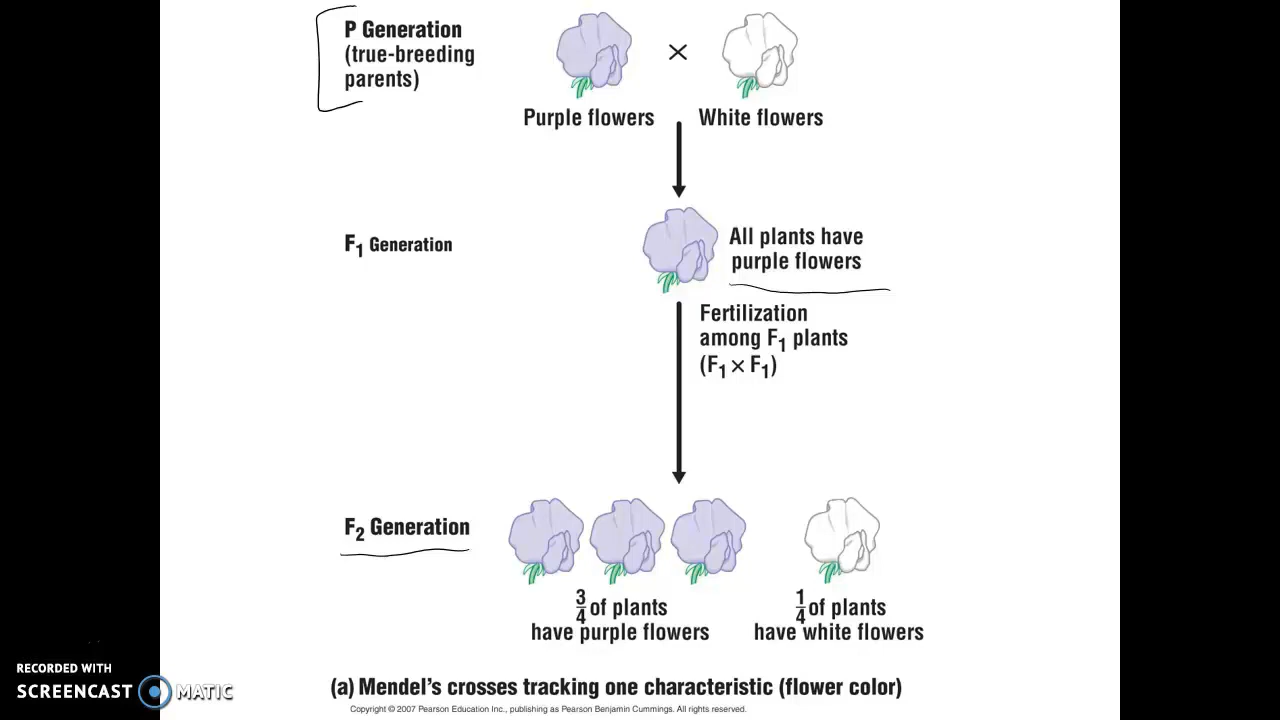 P Generation
(true-breeding
parents)
×
Purple flowers
White flowers
F₁ Generation
All plants have
purple flowers
Fertilization
among F₁ plants
(F₁ × F₁)
F₂ Generation
3/4 of plants
have purple flowers
1/4 of plants
have white flowers
RECORDED WITH
SCREENCAST MATIC
(a) Mendel's crosses tracking one characteristic (flower color)
Copyright © 2007 Pearson Education Inc., publishing as Pearson Benjamin Cummings. All rights reserved.